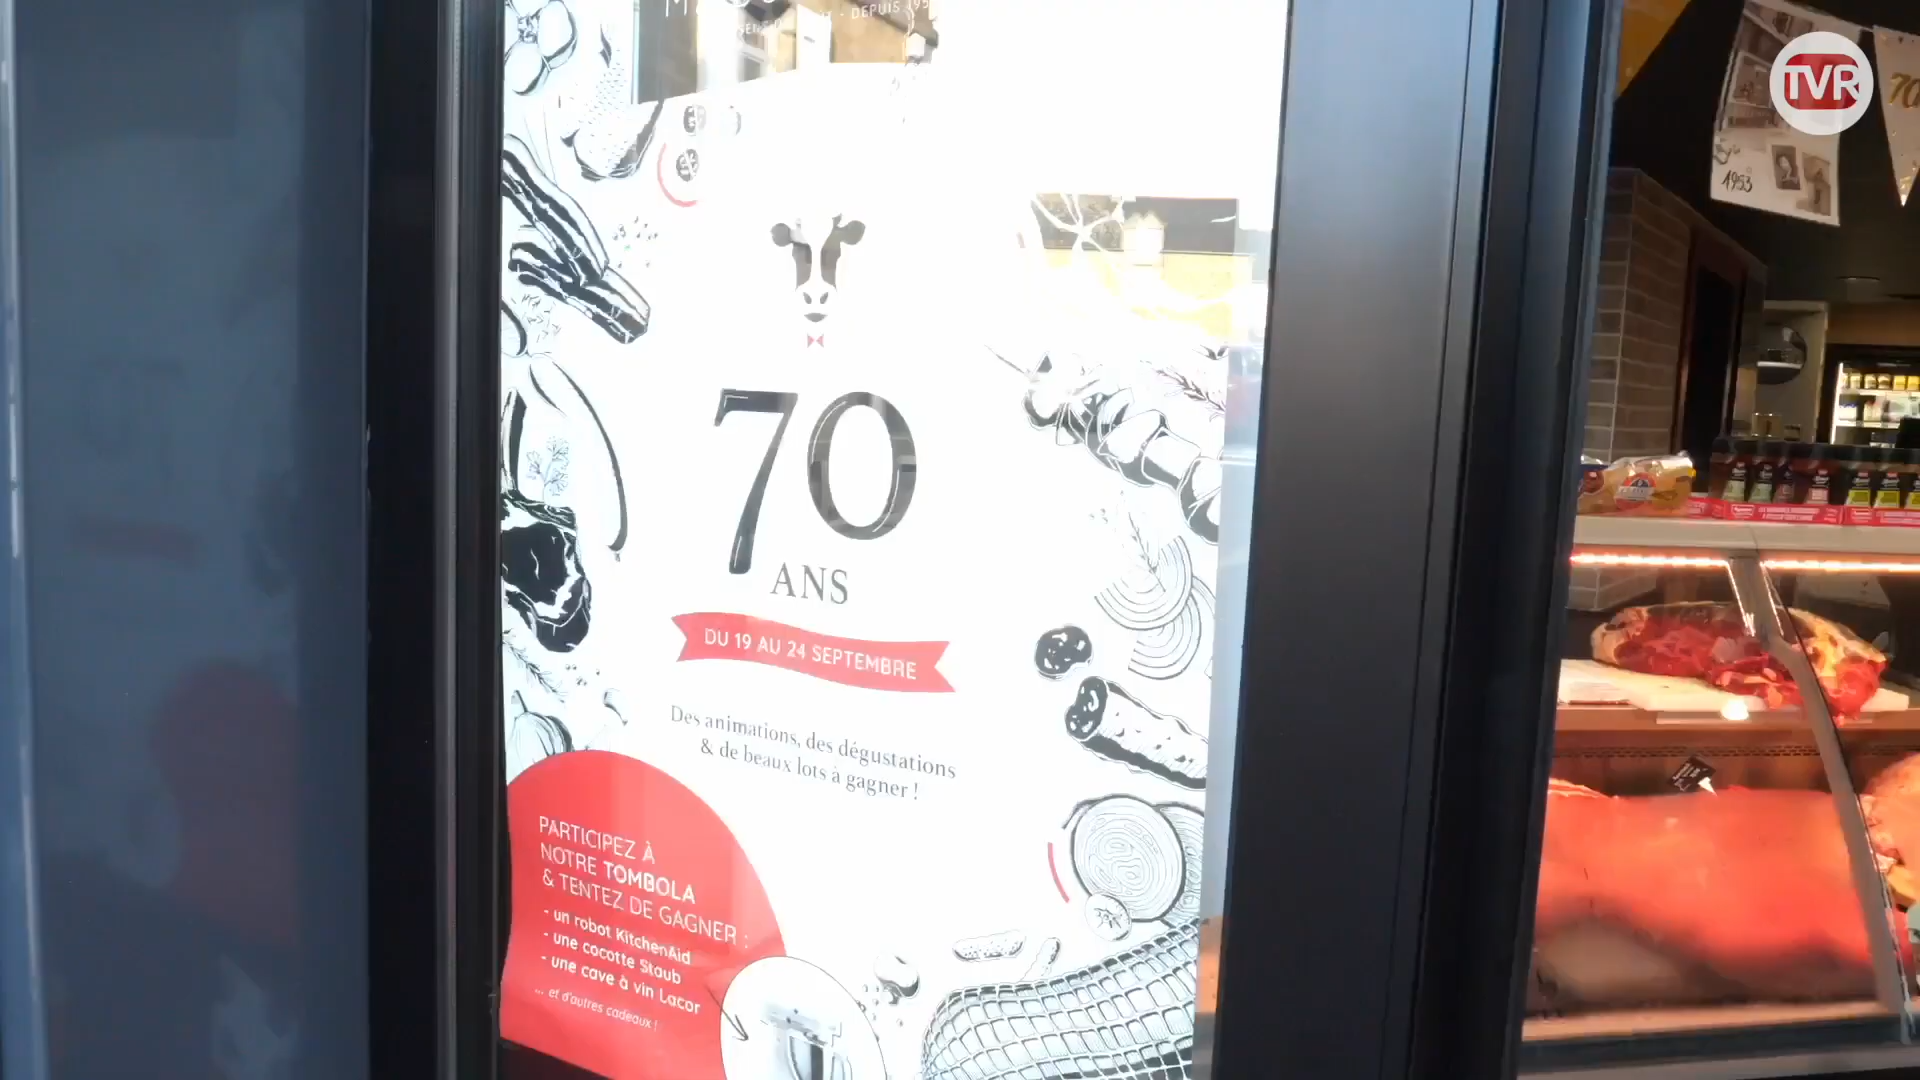 DEPUIS
TVR
70
1953
70
ANS
DU 19 AU 24 SEPTEMBRE
Des animations, des dégustations
& de beaux lots à gagner !
PARTICIPEZ À
NOTRE TOMBOLA
& TENTEZ DE GAGNER :
- un robot KitchenAid
- une cocotte Staub
- une cave à vin Lacor
... et d'autres cadeaux !